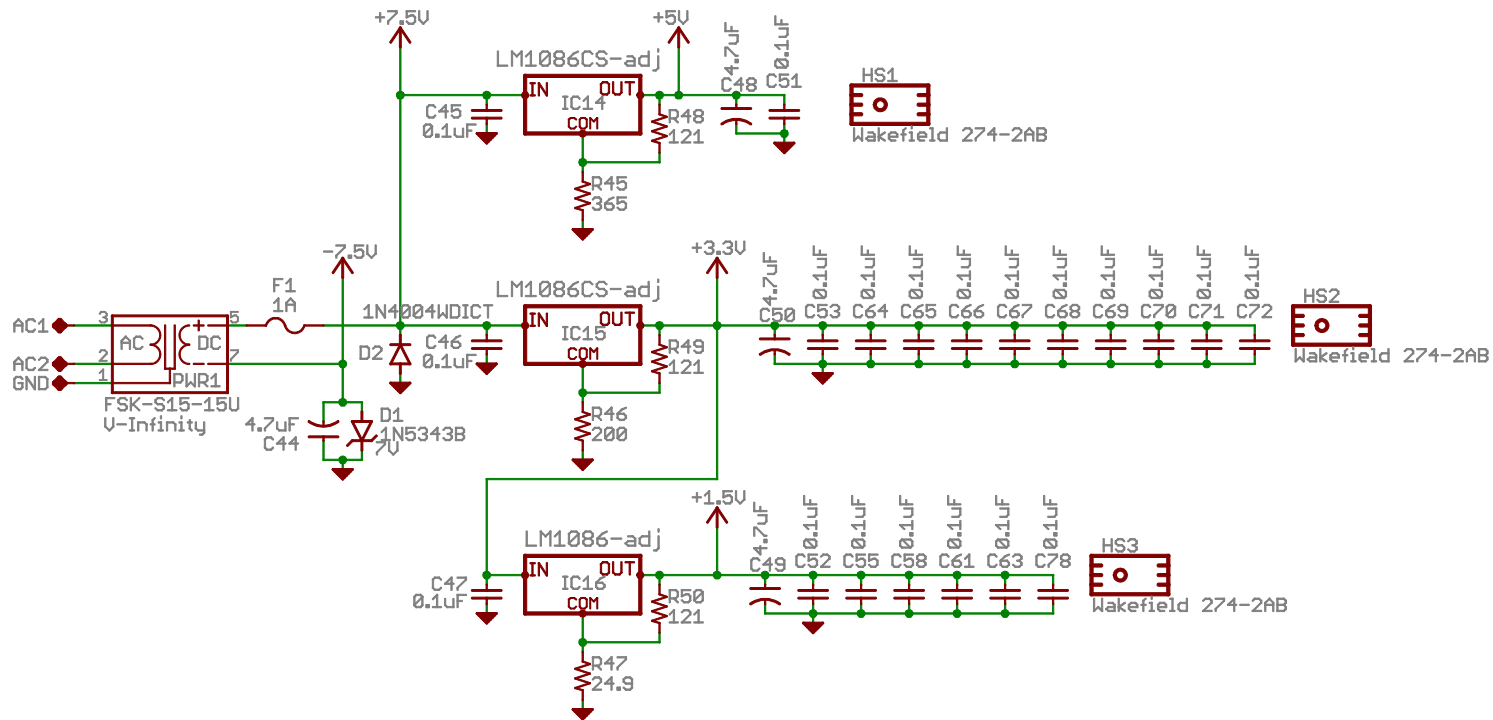 +7.5V
+5V
4.7uF
0.1uF
LM1086CS-adj
C48
C51
HS1
IN
OUT
IC14
COM
C45
0.1uF
R48
121
Wakefield 274-2AB
R45
365
-7.5V
+3.3V
F1
1A
1N4004WDICT
LM1086CS-adj
4.7uF
0.1uF
0.1uF
0.1uF
0.1uF
0.1uF
0.1uF
0.1uF
0.1uF
0.1uF
0.1uF
C50
C53
C64
C65
C66
C67
C68
C69
C70
C71
C72
HS2
AC1
3
5
+
AC
DC
AC2
2
7
GND
1
PWR1
FSK-S15-15U
V-Infinity
D2
C46
0.1uF
IN
OUT
IC15
COM
R49
121
Wakefield 274-2AB
4.7uF
C44
D1
1N5343B
7V
R46
200
+1.5V
LM1086-adj
4.7uF
0.1uF
0.1uF
0.1uF
0.1uF
0.1uF
0.1uF
C49
C52
C55
C58
C61
C63
C78
HS3
IN
OUT
IC16
COM
C47
0.1uF
R50
121
Wakefield 274-2AB
R47
24.9